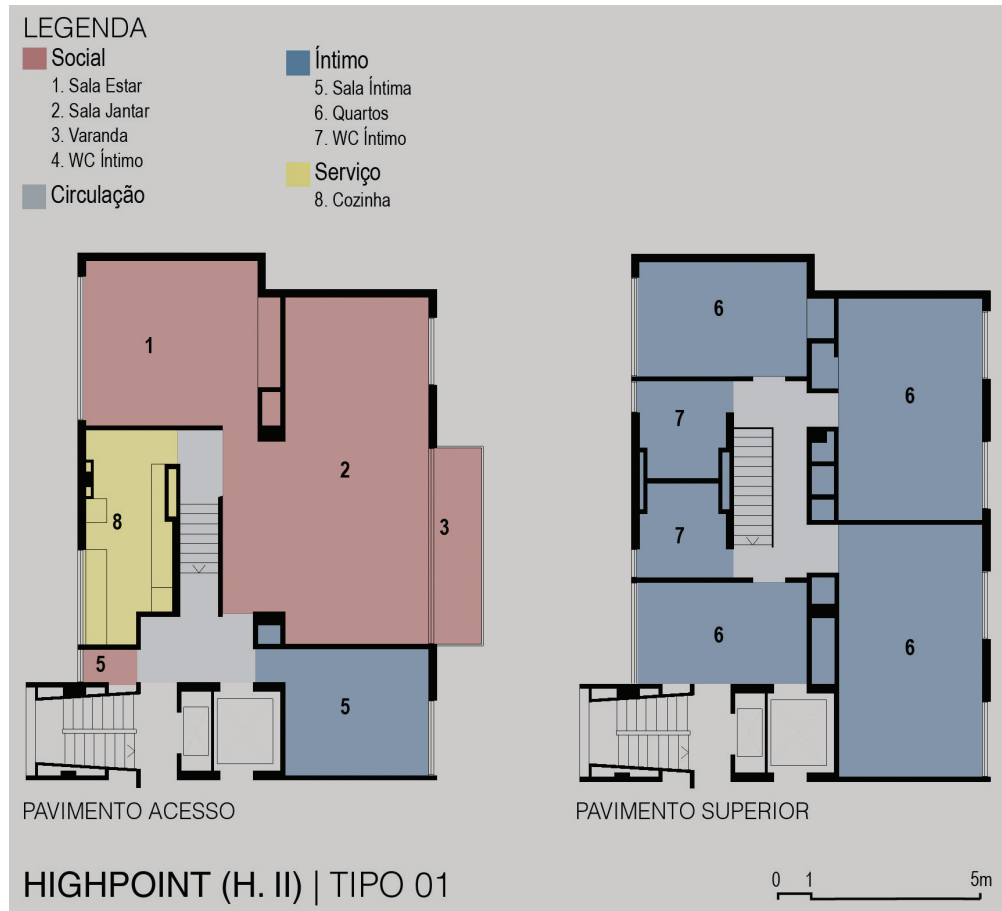 LEGENDA
Social
1. Sala Estar
2. Sala Jantar
3. Varanda
4. WC Íntimo
Circulação
Íntimo
5. Sala Íntima
6. Quartos
7. WC Íntimo
Serviço
8. Cozinha
1
2
3
8
5
5
PAVIMENTO ACESSO
6
6
7
7
6
6
PAVIMENTO SUPERIOR
HIGHPOINT (H. II) | TIPO 01
0 1 5m